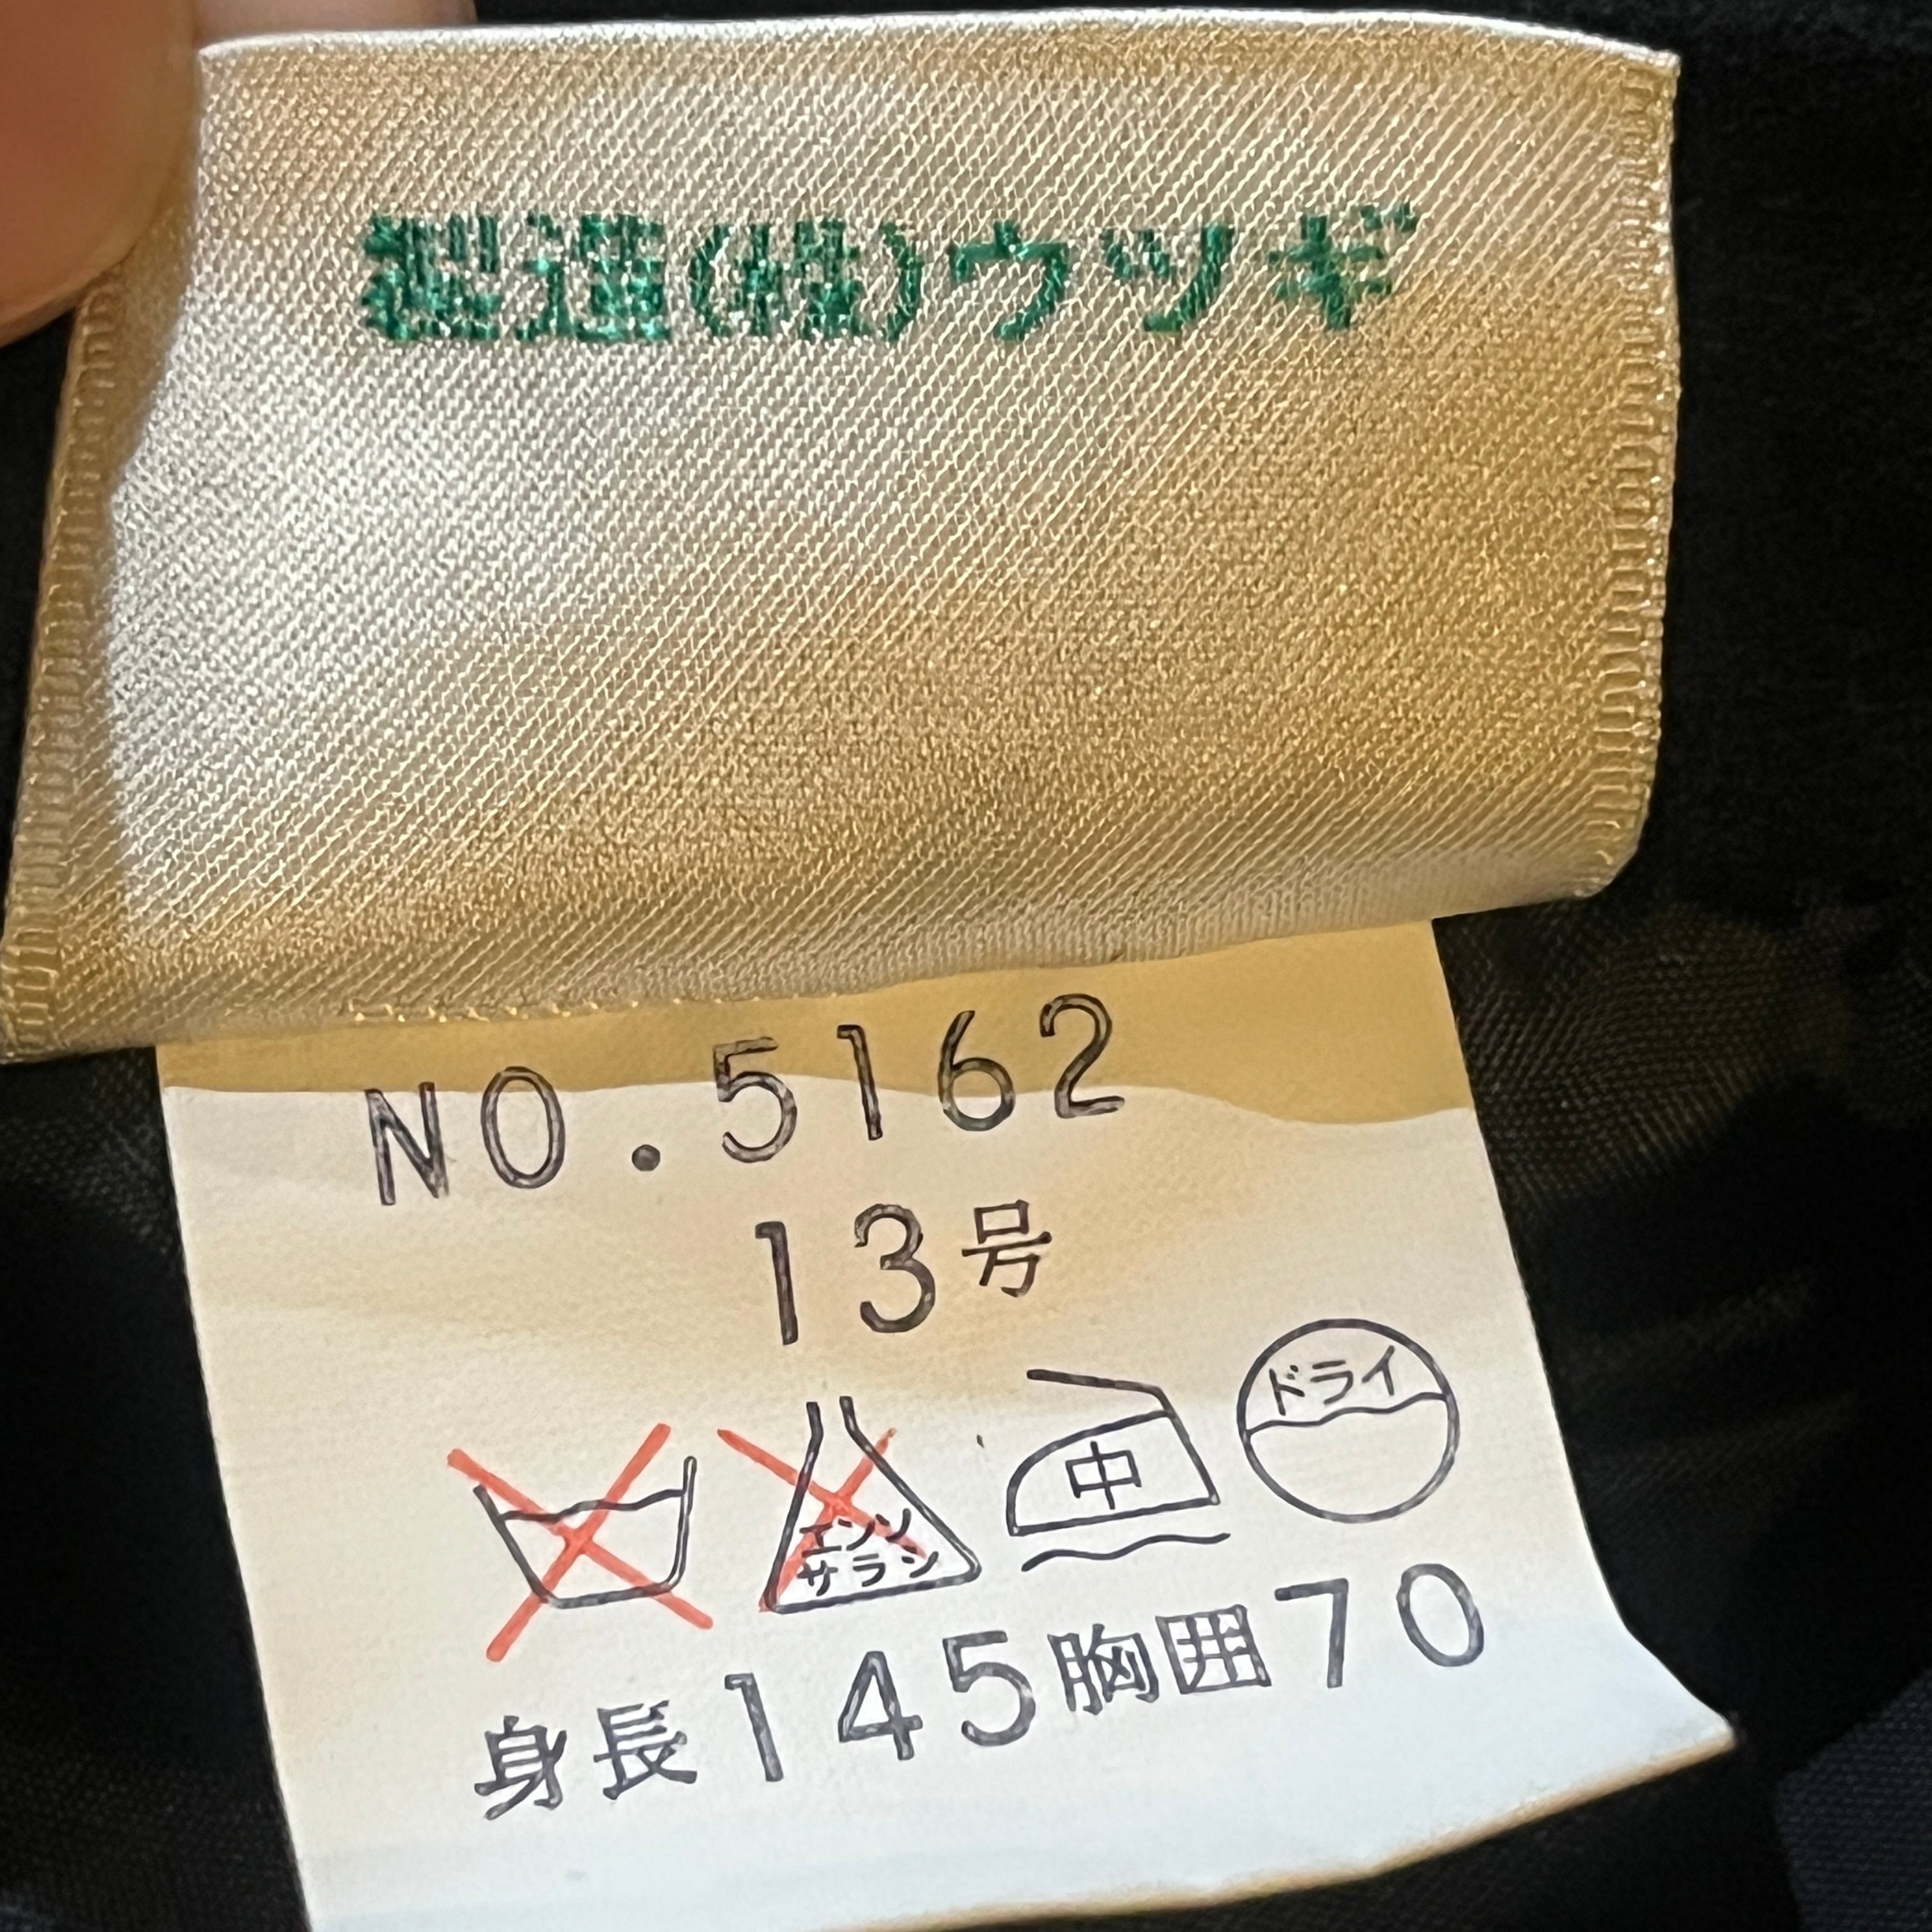 製造(株)ウツギ
NO.5162
13号
エンソ
サラシ
中
ドライ
身長145胸囲70